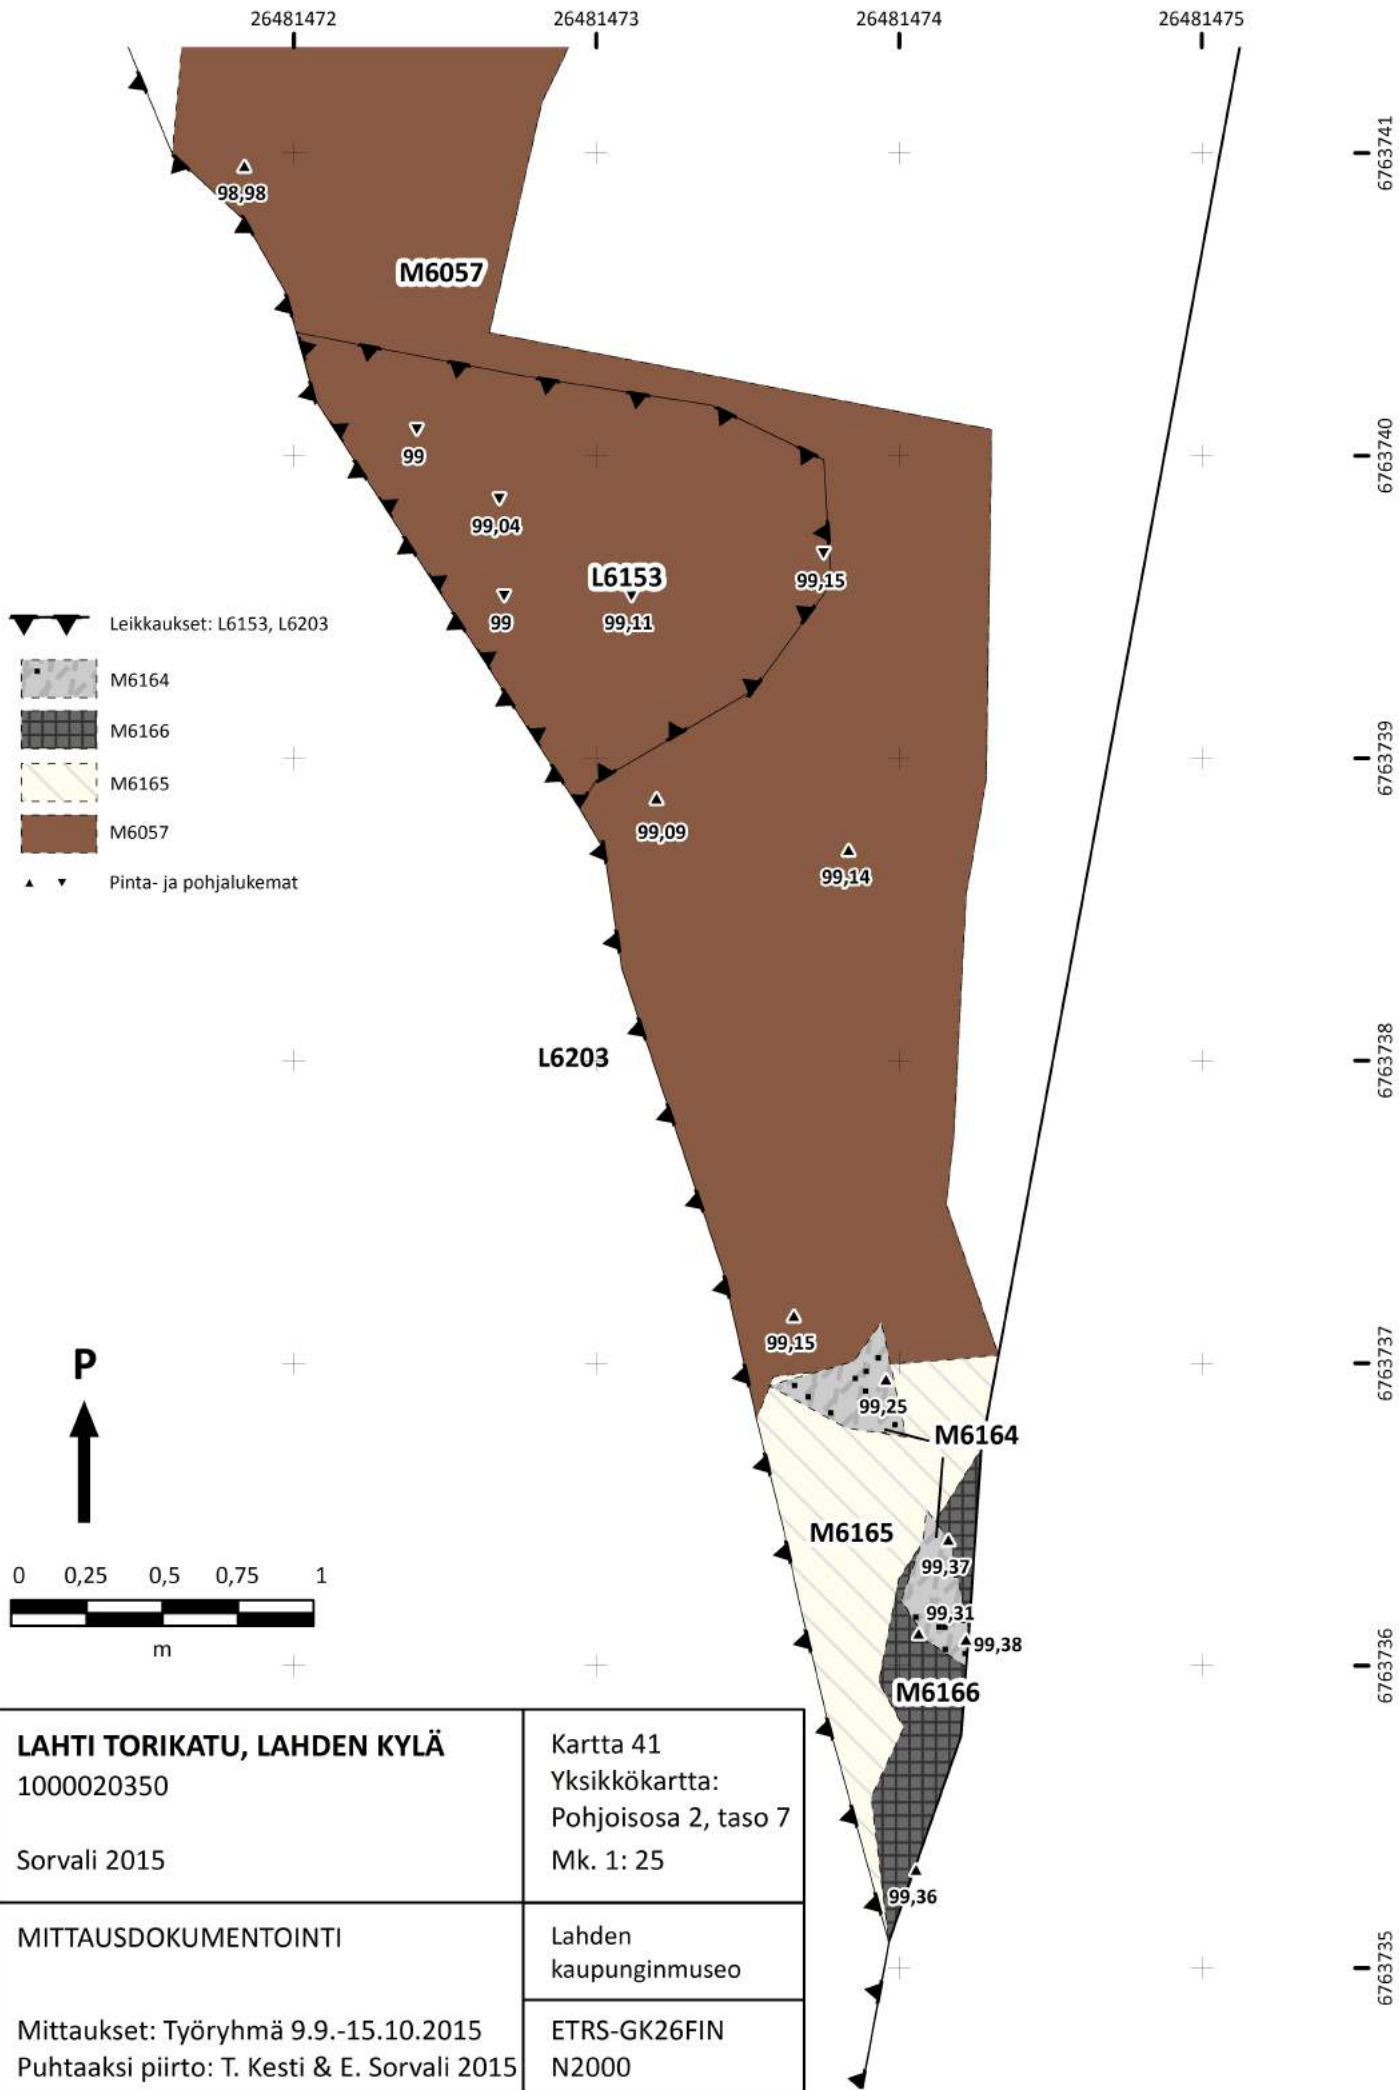 26481472 26481473 26481474 26481475
6763741
98,98
M6057
6763740
99
99,04
L6153
99,15
99
99,11
Leikkaukset: L6153, L6203
M6164
M6166
M6165
M6057
Pinta- ja pohjalukemat
6763739
99,09
99,14
L6203
6763738
99,15
6763737
99,25
M6164
M6165
99,37
99,31
99,38
6763736
M6166
99,36
6763735
P
0 0,25 0,5 0,75 1
m
LAHTI TORIKATU, LAHDEN KYLÄ
1000020350
Sorvali 2015
Kartta 41
Yksikkökartta:
Pohjoisosa 2, taso 7
Mk. 1: 25
MITTAUSDOKUMENTOINTI
Lahden
kaupunginmuseo
Mittaukset: Työryhmä 9.9.-15.10.2015
Puhtaaksi piirto: T. Kesti & E. Sorvali 2015
ETRS-GK26FIN
N2000